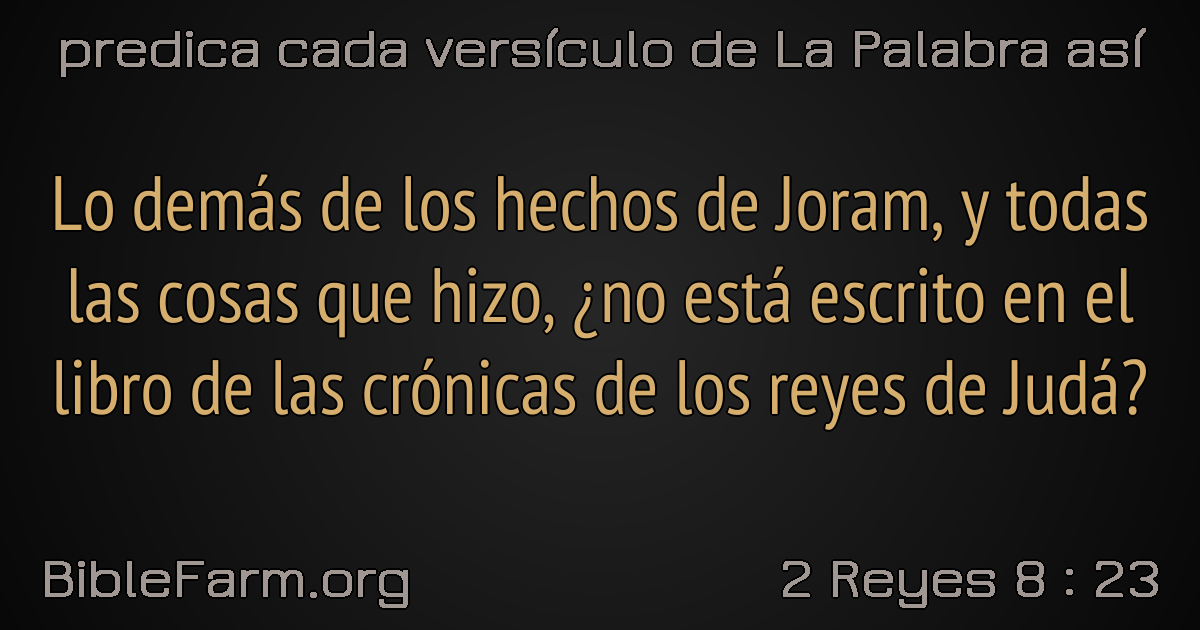 predica cada versículo de La Palabra así
Lo demás de los hechos de Joram, y todas
las cosas que hizo, ¿no está escrito en el
libro de las crónicas de los reyes de Judá?
BibleFarm.org
2 Reyes 8 : 23